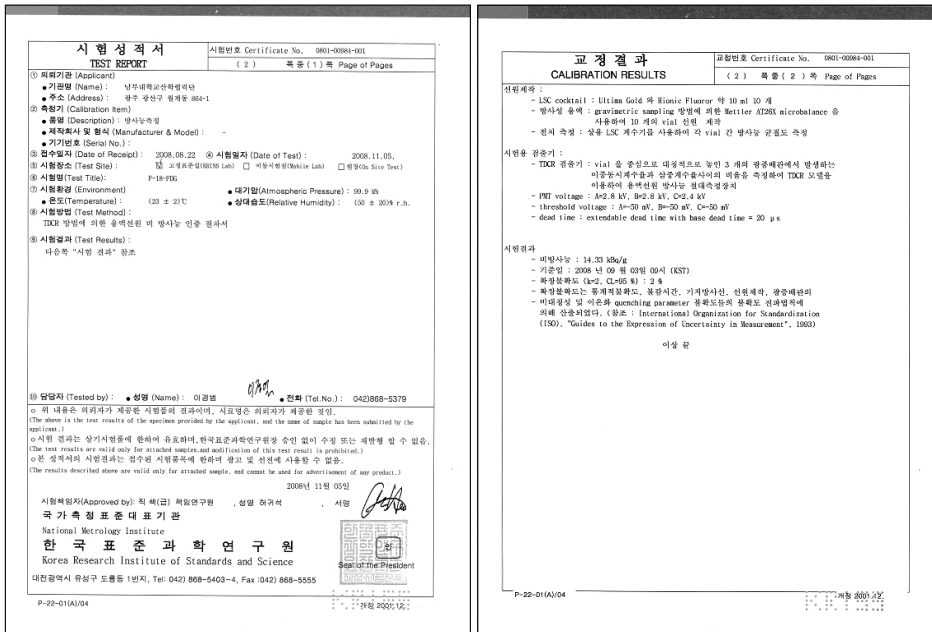 시 험 성 적 서
TEST REPORT
시험번호 Certificate No. 0801-00984-001
( 2 ) 쪽 중 ( 1 ) 쪽 Page of Pages
① 의뢰기관 (Applicant)
● 기관명 (Name) : 남부대학교산학협력단
● 주소 (Address) : 광주 광산구 월계동 864-1
② 측정기 (Calibration Item)
● 품명 (Description) : 방사능측정
● 제작회사 및 형식 (Manufacturer & Model) : -
● 기기번호 (Serial No.) :
③ 접수일자 (Date of Receipt) : 2008.08.22 ④ 시험일자 (Date of Test) : 2008.11.05,
⑤ 시험장소 (Test Site) : ☑ 고정표준실(KRISS Lab) □ 이동시험실(Mobile Lab) □ 현장(On Site Test)
⑥ 시험명(Test Title): F-18-FDG
⑦ 시험환경 (Environment) ● 대기압(Atmospheric Pressure) : 99.9 kPa
● 온도(Temperature) : (23 ± 2)℃ ● 상대습도(Relative Humidity) : (50 ± 20)% r.h.
⑧ 시험방법 (Test Method) :
TDCR 방법에 의한 용액선원 비 방사능 인증 절차서
⑨ 시험결과 (Test Results) :
다음쪽 "시험 결과" 참조
⑩ 담당자 (Tested by) : ● 성명 (Name) : 이경범 ● 전화 (Tel.No.) : 042)868-5379
o 위 내용은 의뢰자가 제공한 시험품의 결과이며, 시료명은 의뢰자가 제공한 것임.
(The above is the test results of the specimen provided by the applicant, and the name of sample has been submitted by the
applicant.)
o 시험 결과는 상기시험품에 한하여 유효하며,한국표준과학연구원장 승인 없이 수정 또는 재발행 할 수 없음.
(The test results are valid only for attached samples,and modification of this test result is prohibited.)
o 본 성적서의 시험결과는 접수된 시험품목에 한하며 광고 및 선전에 사용할 수 없음.
(The results described above are valid only for attached sample, and cannot be used for advertisement of any product.)
2008년 11월 05일
시험책임자(Approved by): 직 책(급) 책임연구원 , 성명 허귀석 , 서명
국 가 측 정 표 준 대 표 기 관
National Metrology Institute
한 국 표 준 과 학 연 구 원
Korea Research Institute of Standards and Science
인
Seal of the President
대전광역시 유성구 도룡동 1번지, Tel: 042) 868-5403-4, Fax :042) 868-5555
P-22-01(A)/04
개정 2001.12.
교 정 결 과
CALIBRATION RESULTS
교정번호 Certificate No. 0801-00984-001
( 2 ) 쪽 중 ( 2 ) 쪽 Page of Pages
선원제작 :
- LSC cocktail : Ultima Gold 와 Hionic Fluoror 약 10 ml 10 개
- 방사성 용액 : gravimetric sampling 방법에 의한 Mettler AT26X microbalance 을
사용하여 10 개의 vial 선원 제작
- 전치 측정 : 상용 LSC 계수기를 사용하여 각 vial 간 방사능 균질도 측정
시험용 검출기 :
- TDCR 검출기 : vial 을 중심으로 대칭적으로 놓인 3 개의 광증배관에서 발생하는
이중동시계수율과 삼중계수율사이의 비율을 측정하여 TDCR 모델을
이용하여 용액선원 방사능 절대측정장치
- PMT voltage : A=2.8 kV, B=2.8 kV, C=2.4 kV
- threshold voltage : A=-50 mV, B=-50 mV, C=-50 mV
- dead time : extendable dead time with base dead time = 20 μs
시험결과
- 비방사능 : 14.33 kBq/g
- 기준일 : 2008 년 09 월 03일 09시 (KST)
- 확장불확도 (k=2, CL=95 %) : 2 %
- 확장불확도는 통계적불확도, 불감시간, 기저방사선, 선원제작, 광증배관의
- 비대칭성 및 이온화 quenching parameter 불확도들의 불확도 전파법칙에
의해 산출되었다. (참조 : International Organization for Standardization
(ISO), "Guides to the Expression of Uncertainty in Measurement", 1993)
이상 끝
P-22-01(A)/04
개정 2001.12.